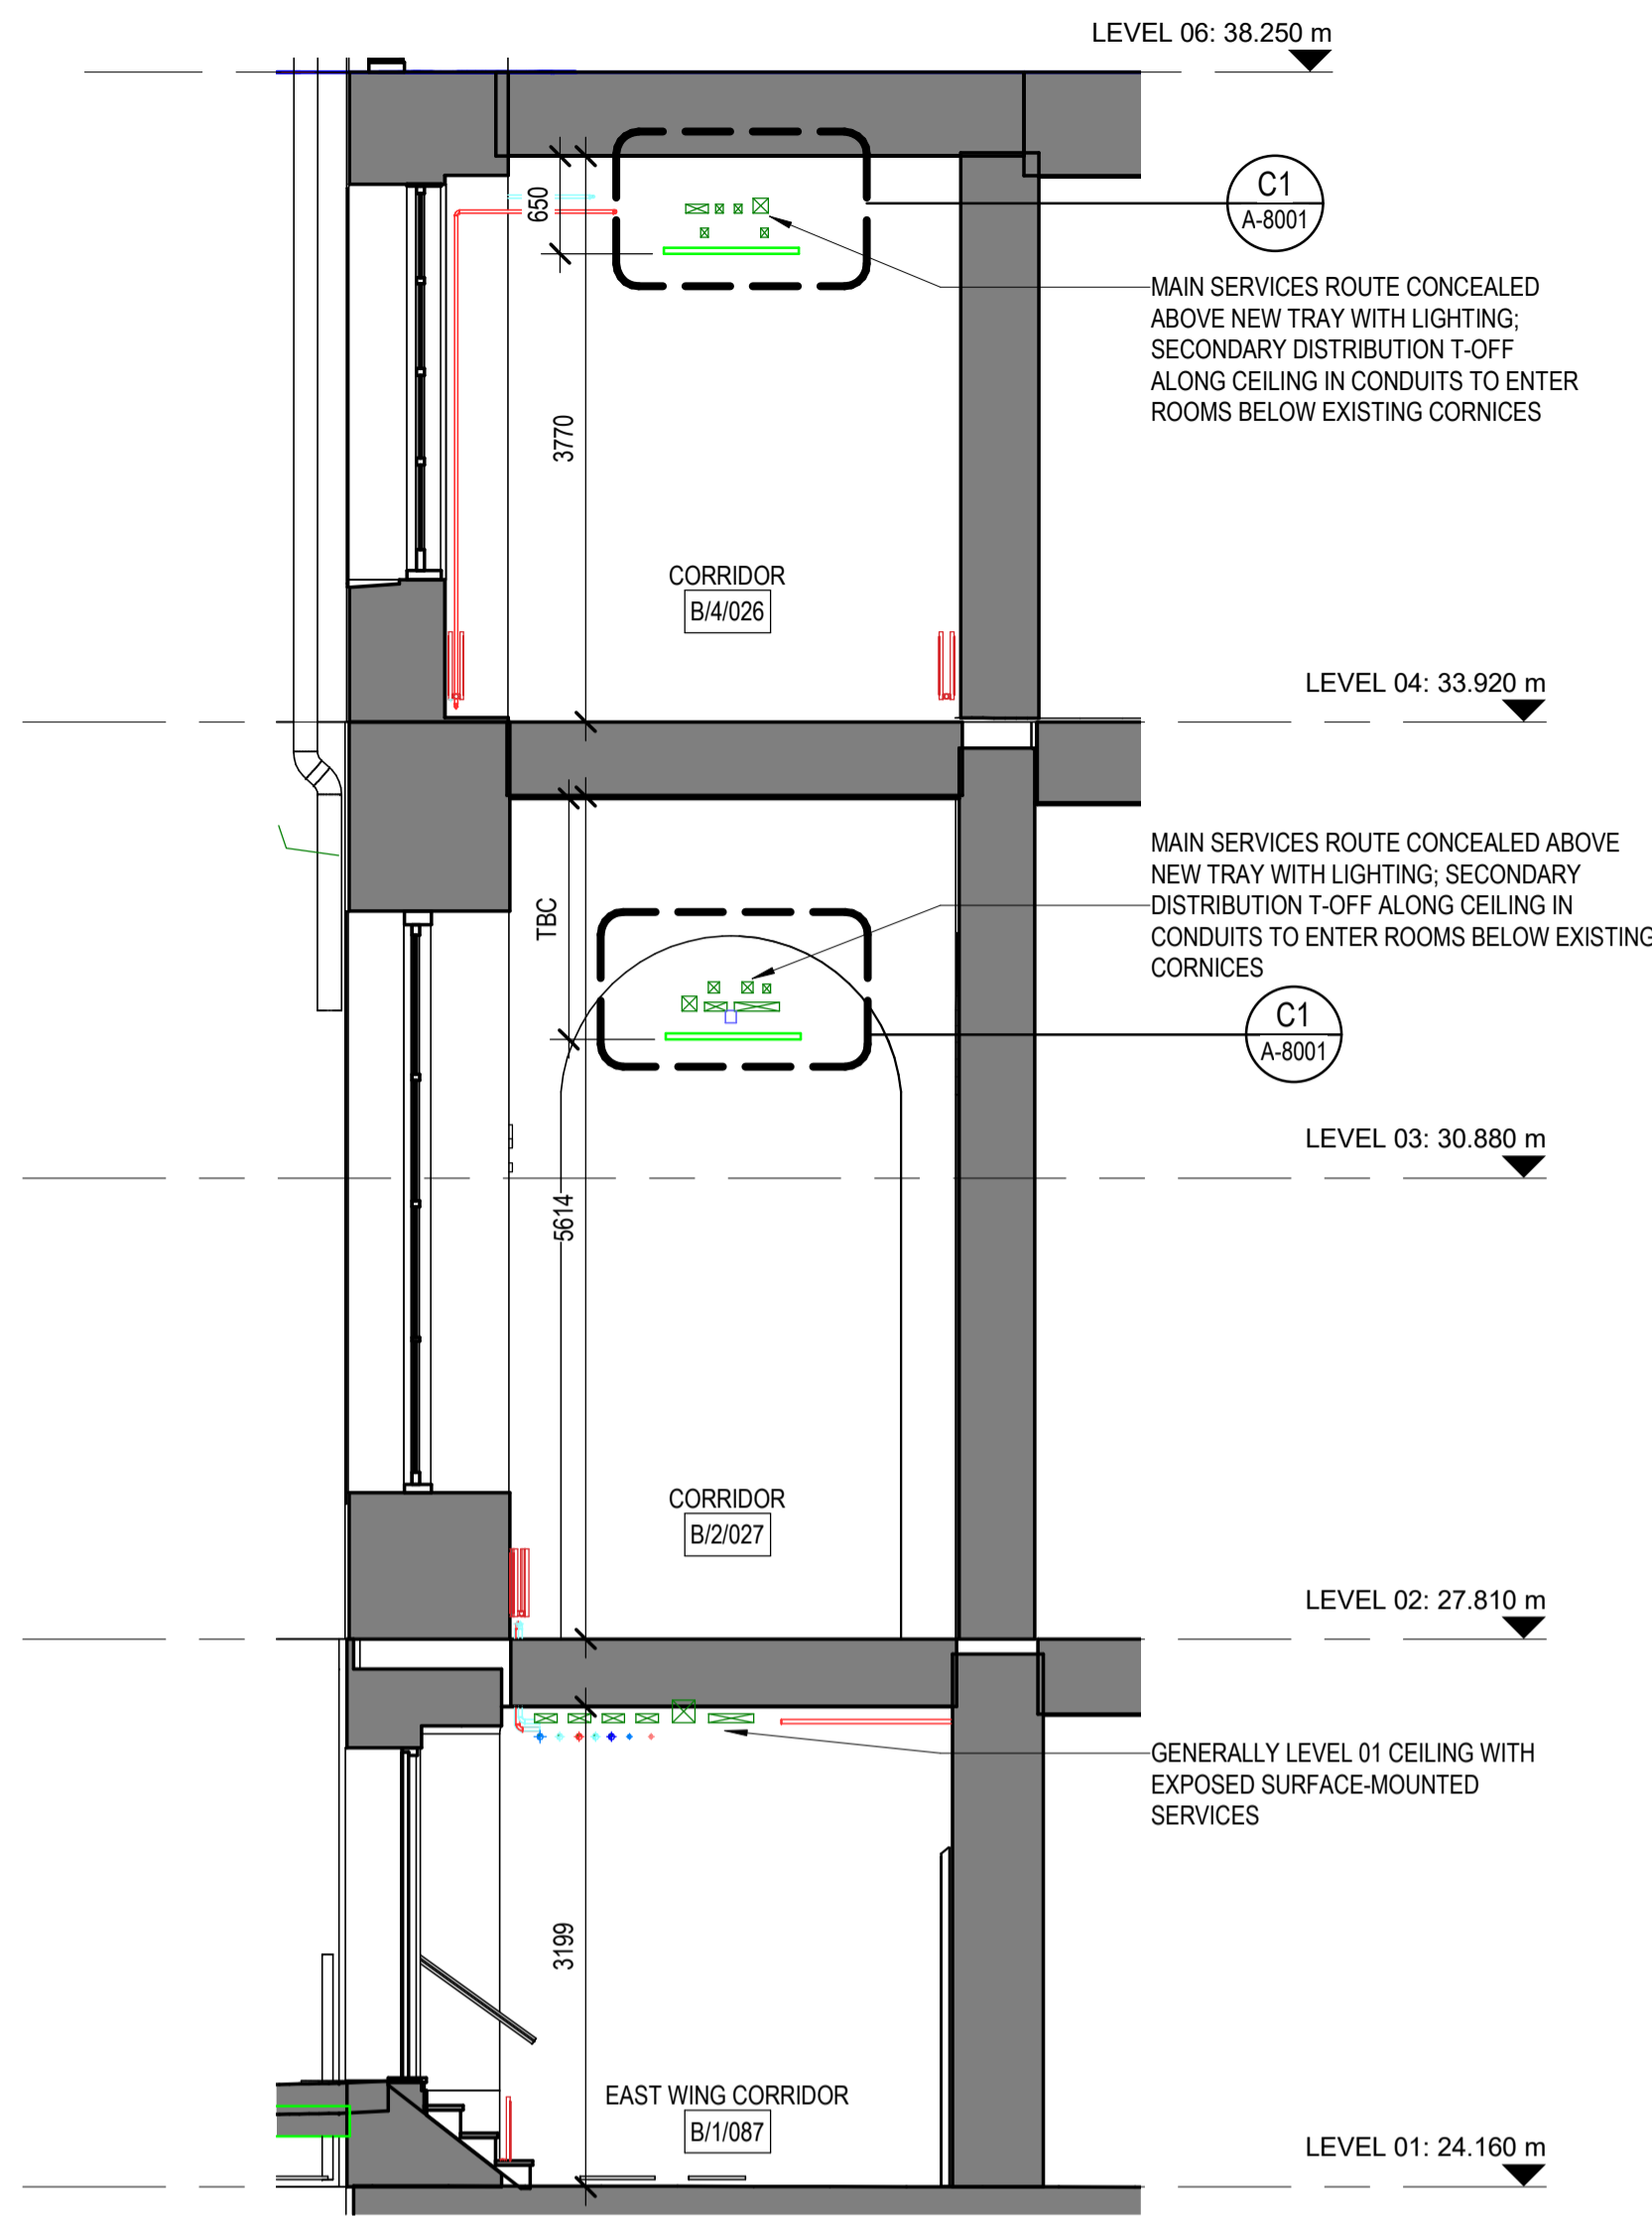 LEVEL 06: 38.250 m
C1
A-8001
650
MAIN SERVICES ROUTE CONCEALED
ABOVE NEW TRAY WITH LIGHTING;
SECONDARY DISTRIBUTION T-OFF
ALONG CEILING IN CONDUITS TO ENTER
ROOMS BELOW EXISTING CORNICES
3770
CORRIDOR
B/4/026
LEVEL 04: 33.920 m
MAIN SERVICES ROUTE CONCEALED ABOVE
NEW TRAY WITH LIGHTING; SECONDARY
DISTRIBUTION T-OFF ALONG CEILING IN
CONDUITS TO ENTER ROOMS BELOW EXISTING
CORNICES
TBC
C1
A-8001
LEVEL 03: 30.880 m
5614
CORRIDOR
B/2/027
LEVEL 02: 27.810 m
GENERALLY LEVEL 01 CEILING WITH
EXPOSED SURFACE-MOUNTED
SERVICES
3199
EAST WING CORRIDOR
B/1/087
LEVEL 01: 24.160 m